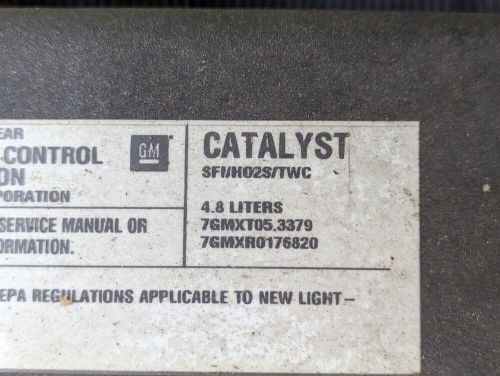 EAR
CONTROL
ON
PORATION
SERVICE MANUAL OR
ORMATION.
GM
CATALYST
SFI/HO2S/TWC
4.8 LITERS
7GMXT05.3379
7GMXR0176820
EPA REGULATIONS APPLICABLE TO NEW LIGHT-